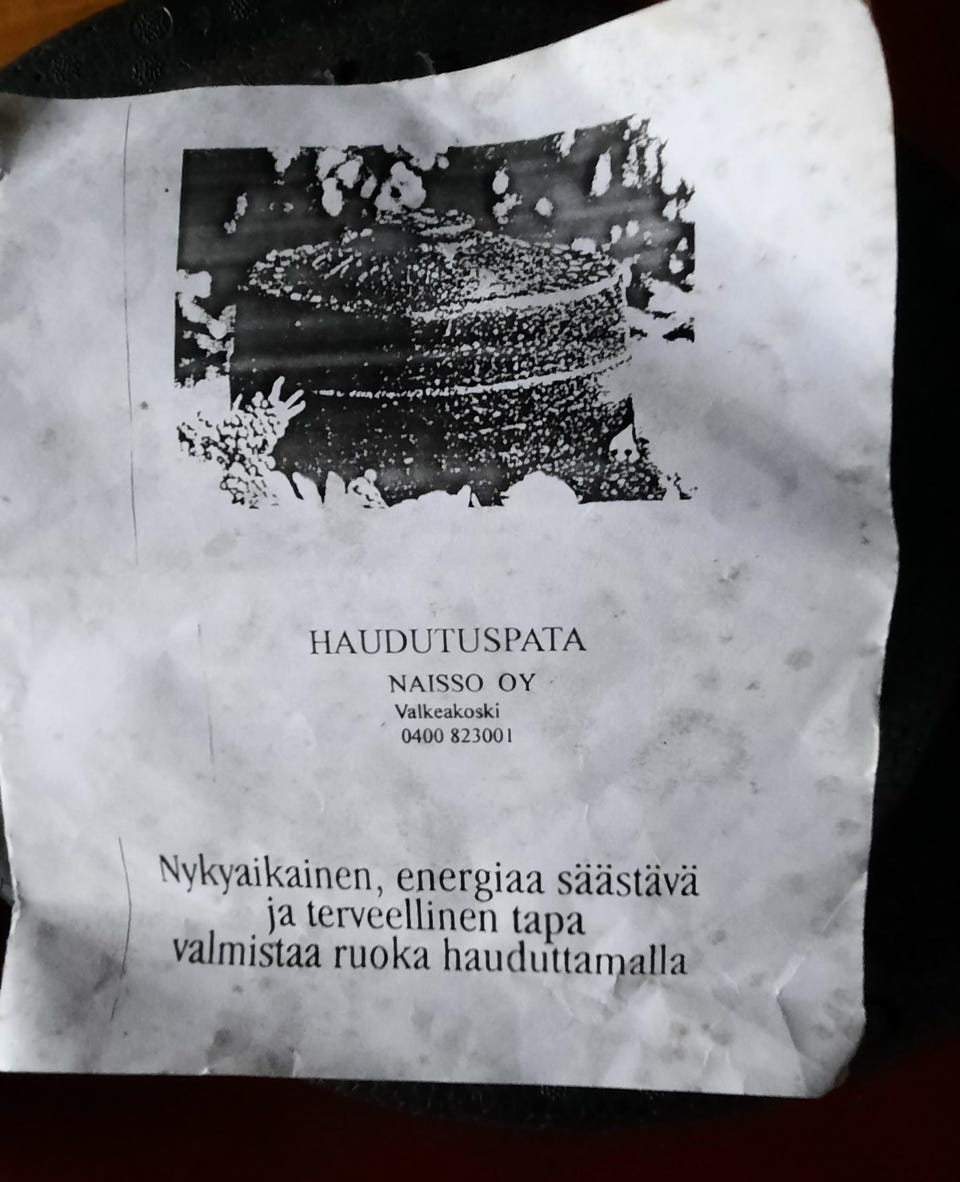 HAUDUTUSPATA
NAISSO OY
Valkeakoski
0400 823001
Nykyaikainen, energiaa säästävä
ja terveellinen tapa
valmistaa ruoka hauduttamalla